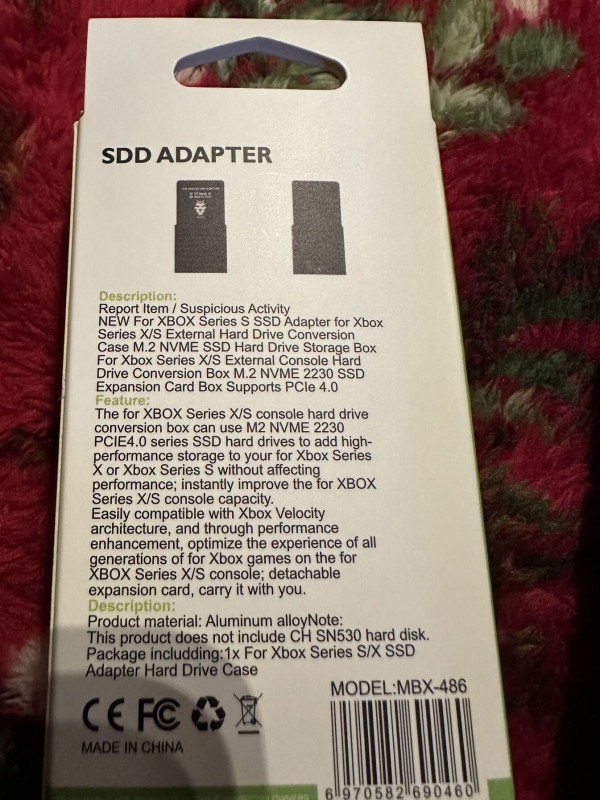 SDD ADAPTER
Description:
Report Item / Suspicious Activity
NEW For XBOX Series S SSD Adapter for Xbox
Series X/S External Hard Drive Conversion
Case M.2 NVME SSD Hard Drive Storage Box
For Xbox Series X/S External Console Hard
Drive Conversion Box M.2 NVME 2230 SSD
Expansion Card Box Supports PCIe 4.0
Feature:
The for XBOX Series X/S console hard drive
conversion box can use M2 NVME 2230
PCIE4.0 series SSD hard drives to add high-
performance storage to your for Xbox Series
X or Xbox Series S without affecting
performance; instantly improve the for XBOX
Series X/S console capacity.
Easily compatible with Xbox Velocity
architecture, and through performance
enhancement, optimize the experience of all
generations of for Xbox games on the for
XBOX Series X/S console; detachable
expansion card, carry it with you.
Description:
Product material: Aluminum alloyNote:
This product does not include CH SN530 hard disk.
Package includding:1x For Xbox Series S/X SSD
Adapter Hard Drive Case
MODEL:MBX-486
CE FC
MADE IN CHINA
6 970582 690460